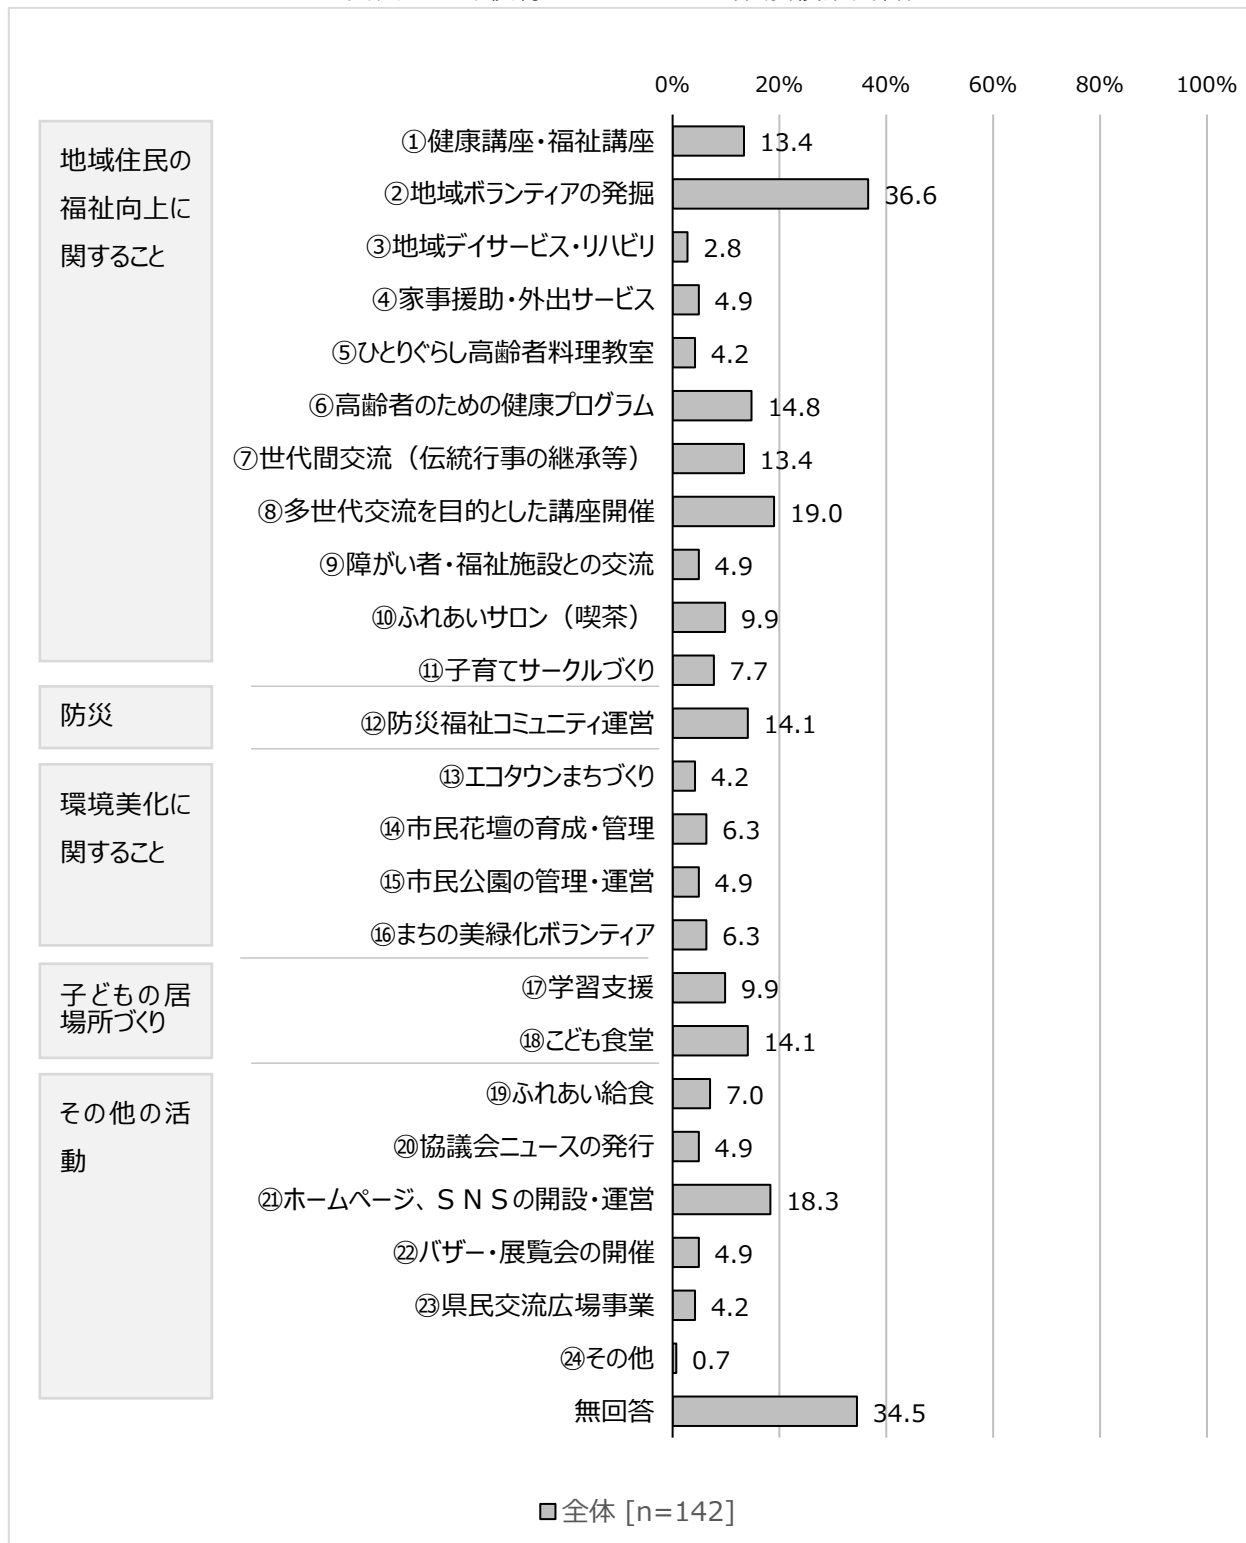 0% 20% 40% 60% 80% 100%
地域住民の
福祉向上に
関すること
①健康講座・福祉講座 13.4
②地域ボランティアの発掘 36.6
③地域デイサービス・リハビリ 2.8
④家事援助・外出サービス 4.9
⑤ひとりぐらし高齢者料理教室 4.2
⑥高齢者のための健康プログラム 14.8
⑦世代間交流（伝統行事の継承等） 13.4
⑧多世代交流を目的とした講座開催 19.0
⑨障がい者・福祉施設との交流 4.9
⑩ふれあいサロン（喫茶） 9.9
⑪子育てサークルづくり 7.7
防災
⑫防災福祉コミュニティ運営 14.1
環境美化に
関すること
⑬エコタウンまちづくり 4.2
⑭市民花壇の育成・管理 6.3
⑮市民公園の管理・運営 4.9
⑯まちの美緑化ボランティア 6.3
子どもの居
場所づくり
⑰学習支援 9.9
⑱こども食堂 14.1
その他の活
動
⑲ふれあい給食 7.0
⑳協議会ニュースの発行 4.9
㉑ホームページ、ＳＮＳの開設・運営 18.3
㉒バザー・展覧会の開催 4.9
㉓県民交流広場事業 4.2
㉔その他 0.7
無回答 34.5
全体 [n=142]